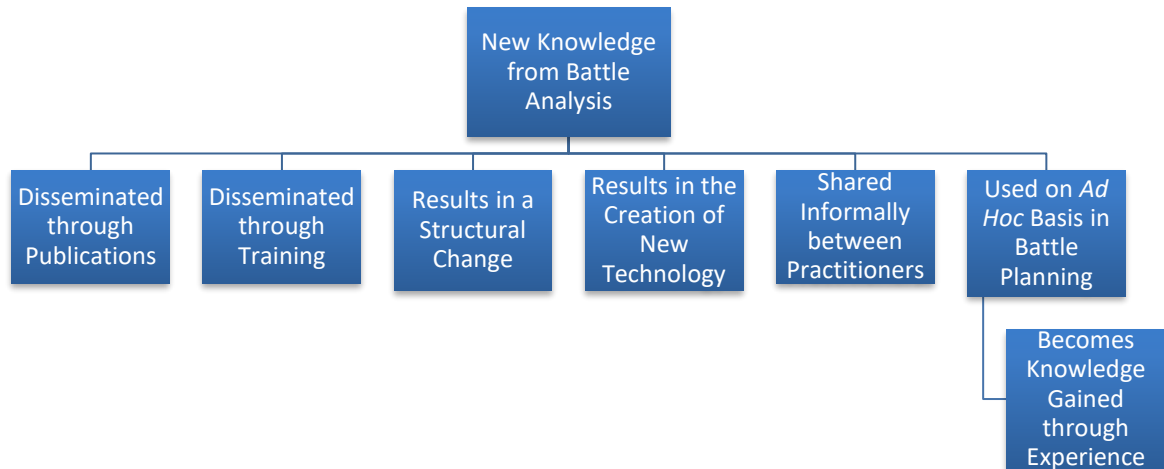 New Knowledge
from Battle
Analysis
Disseminated
through
Publications
Disseminated
through
Training
Results in a
Structural
Change
Results in the
Creation of
New
Technology
Shared
Informally
between
Practitioners
Used on Ad
Hoc Basis in
Battle
Planning
Becomes
Knowledge
Gained
through
Experience